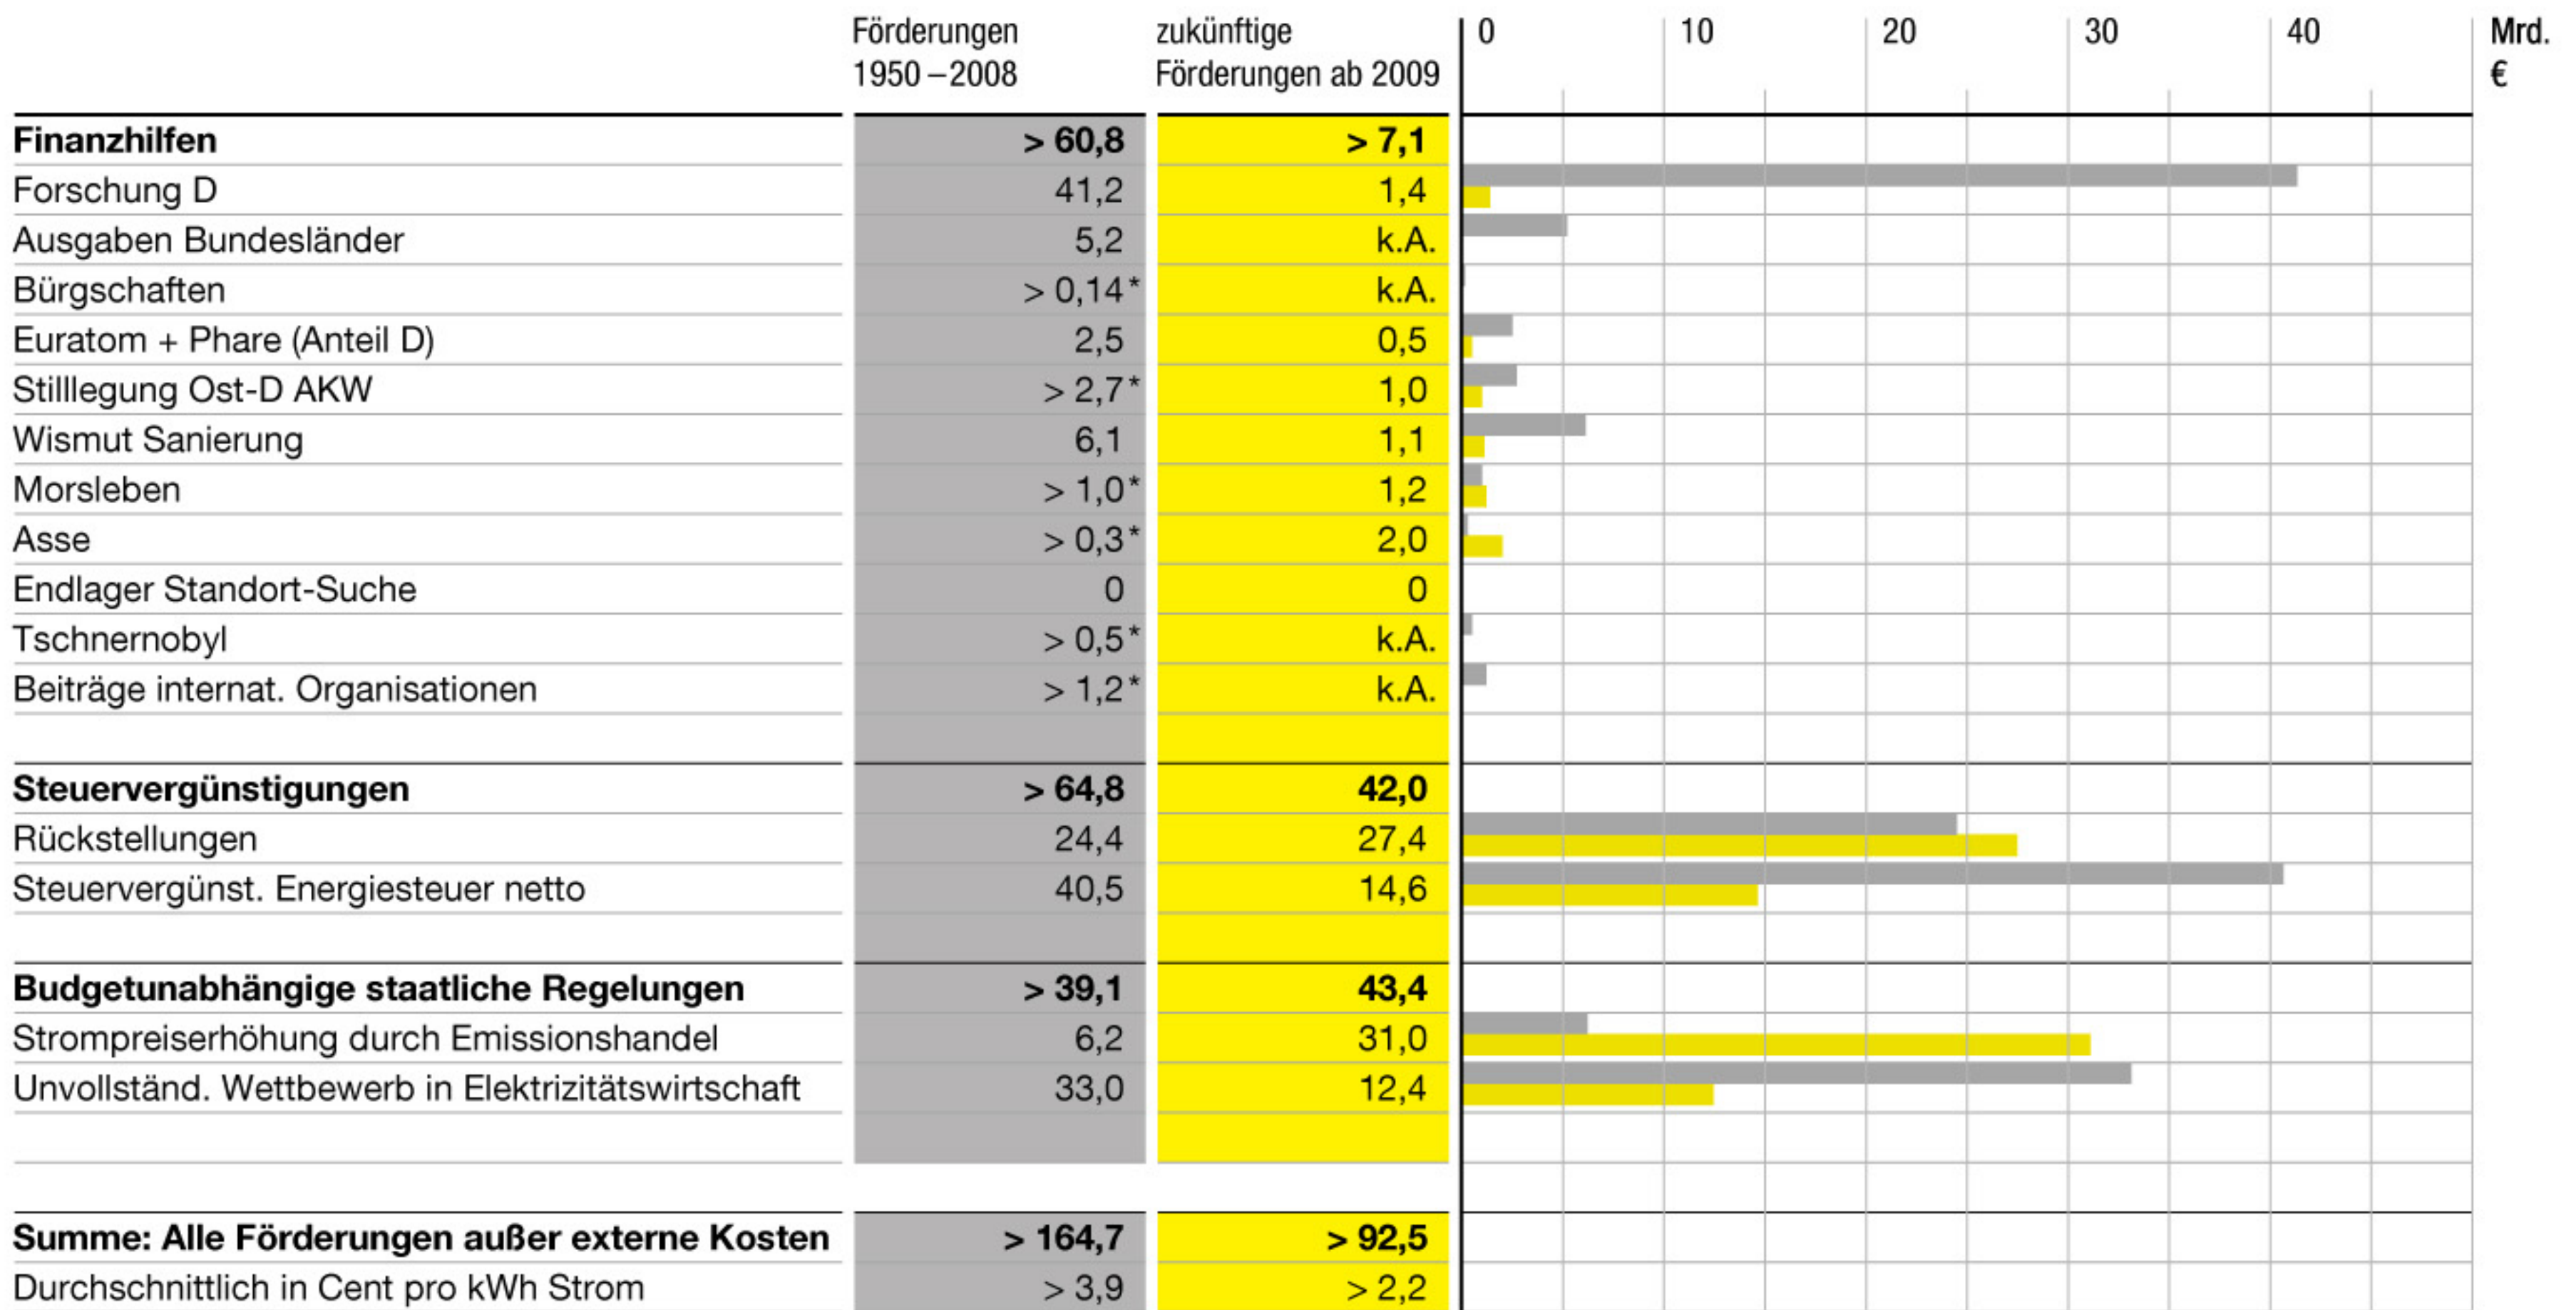 Förderungen zukünftige 0 10 20 30 40 Mrd.
1950 – 2008 Förderungen ab 2009 €
Finanzhilfen > 60,8 > 7,1
Forschung D 41,2 1,4
Ausgaben Bundesländer 5,2 k.A.
Bürgschaften > 0,14* k.A.
Euratom + Phare (Anteil D) 2,5 0,5
Stilllegung Ost-D AKW > 2,7* 1,0
Wismut Sanierung 6,1 1,1
Morsleben > 1,0* 1,2
Asse > 0,3* 2,0
Endlager Standort-Suche 0 0
Tschnernobyl > 0,5* k.A.
Beiträge internat. Organisationen > 1,2* k.A.
Steuervergünstigungen > 64,8 42,0
Rückstellungen 24,4 27,4
Steuervergünst. Energiesteuer netto 40,5 14,6
Budgetunabhängige staatliche Regelungen > 39,1 43,4
Strompreiserhöhung durch Emissionshandel 6,2 31,0
Unvollständ. Wettbewerb in Elektrizitätswirtschaft 33,0 12,4
Summe: Alle Förderungen außer externe Kosten > 164,7 > 92,5
Durchschnittlich in Cent pro kWh Strom > 3,9 > 2,2